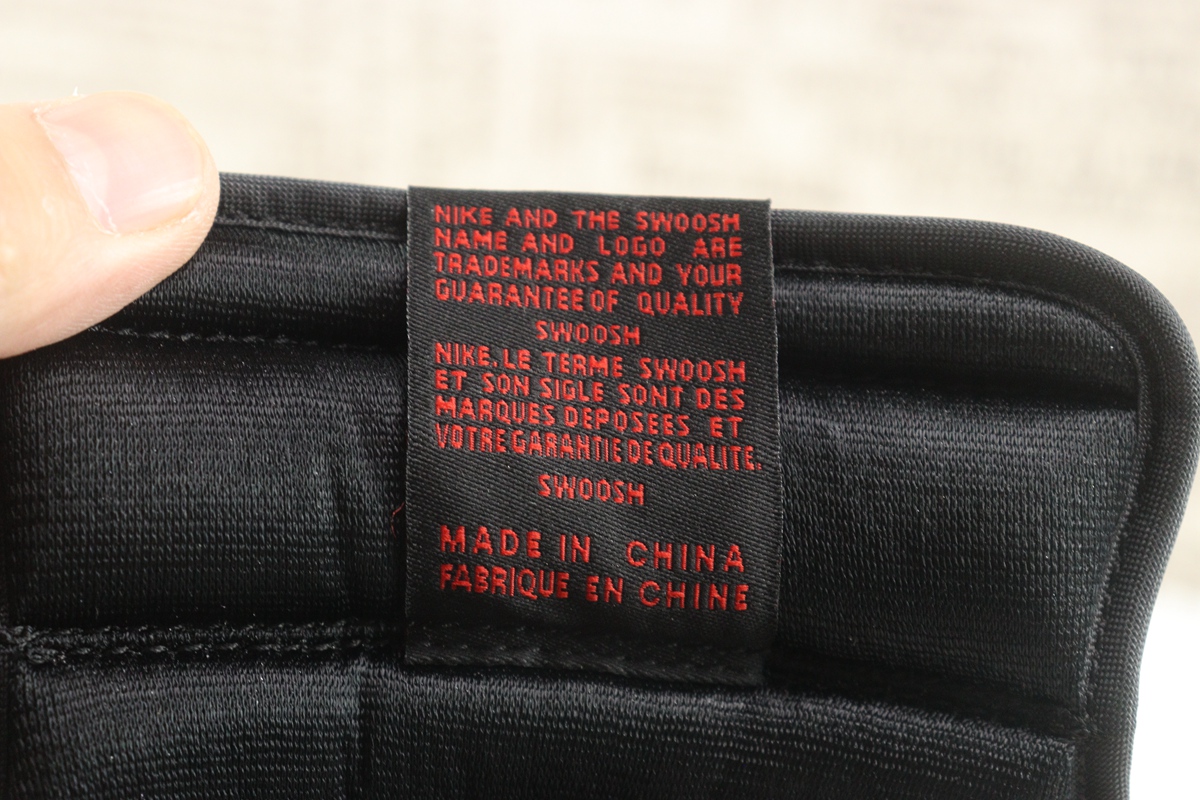 NIKE AND THE SWOOSH
NAME AND LOGO ARE
TRADEMARKS AND YOUR
GUARANTEE OF QUALITY
SWOOSH
NIKE, LE TERME SWOOSH
ET SON SIGLE SONT DES
MARQUES DEPOSEES ET
VOTRE GARANTIE DE QUALITE.
SWOOSH
MADE IN CHINA
FABRIQUE EN CHINE